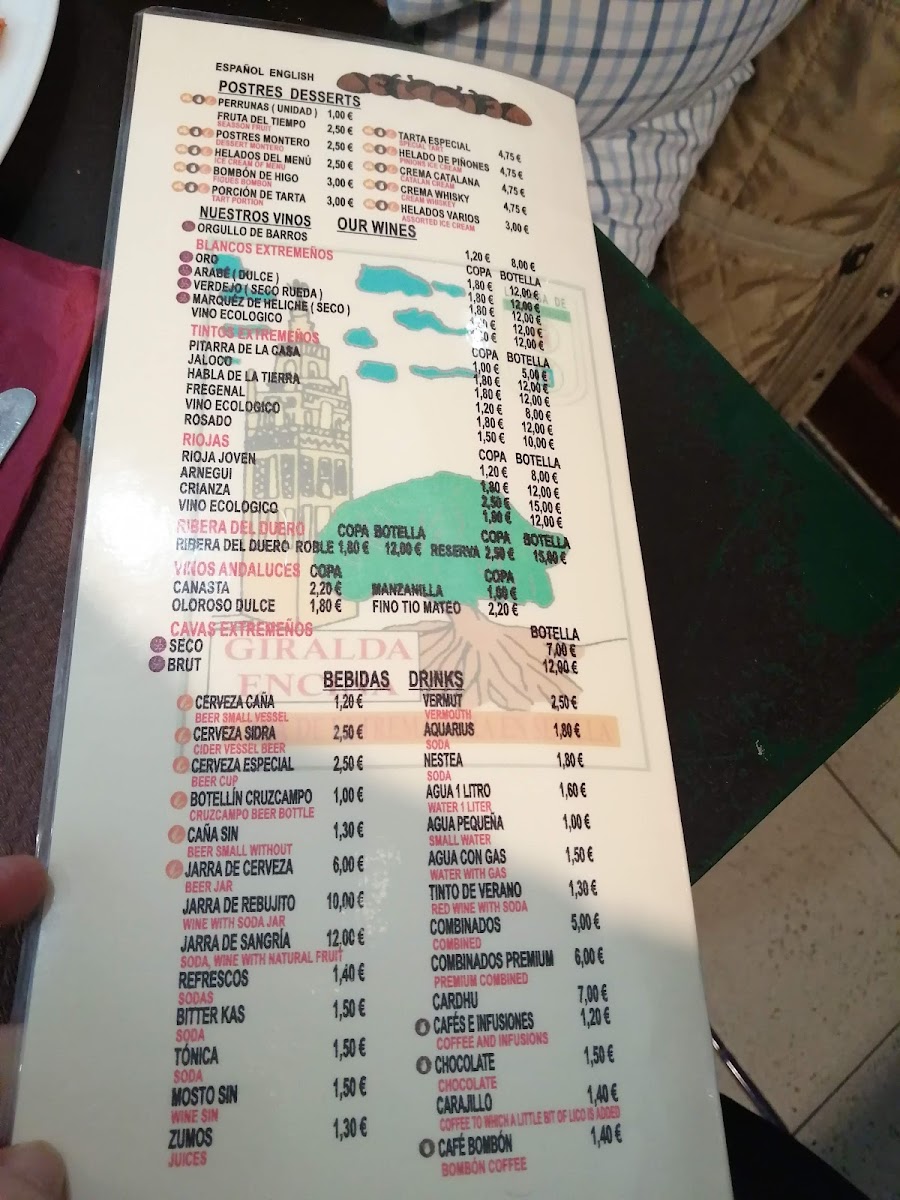 ESPAÑOL ENGLISH
POSTRES DESSERTS
PERRUNAS ( UNIDAD ) 1,00 €
FRUTA DEL TIEMPO 2,50 €
SEASSON FRUIT
POSTRES MONTERO 2,50 €
DESSERT MONTERO
HELADOS DEL MENÚ 2,50 €
ICE CREAM OF MENU
BOMBÓN DE HIGO 3,00 €
FIGUES BOMBON
PORCIÓN DE TARTA 3,00 €
TART PORTION
TARTA ESPECIAL 4,75 €
SPECIAL TART
HELADO DE PIÑONES 4,75 €
PINIONS ICE CREAM
CREMA CATALANA 4,75 €
CATALAN CREAM
CREMA WHISKY 4,75 €
CREAM WHISKEY
HELADOS VARIOS 3,00 €
ASSORTED ICE CREAM
NUESTROS VINOS OUR WINES
ORGULLO DE BARROS 1,20 € 8,00 €
BLANCOS EXTREMEÑOS COPA BOTELLA
ORO 1,80 € 12,00 €
ARABÉ ( DULCE ) 1,80 € 12,00 €
VERDEJO ( SECO RUEDA ) 1,80 € 12,00 €
MARQUÉZ DE HELICHE ( SECO ) 12,00 €
VINO ECOLOGICO 12,00 €
TINTOS EXTREMEÑOS COPA BOTELLA
PITARRA DE LA CASA 1,00 € 5,00 €
JALOCO 1,80 € 12,00 €
HABLA DE LA TIERRA 1,80 € 12,00 €
FREGENAL 1,20 € 8,00 €
VINO ECOLOGICO 1,80 € 12,00 €
ROSADO 1,50 € 10,00 €
RIOJAS COPA BOTELLA
RIOJA JOVEN 1,20 € 8,00 €
ARNEGUI 1,80 € 12,00 €
CRIANZA 2,50 € 15,00 €
VINO ECOLOGICO 1,80 € 12,00 €
RIBERA DEL DUERO COPA BOTELLA COPA BOTELLA
RIBERA DEL DUERO ROBLE 1,80 € 12,00 € RESERVA 2,50 € 15,00 €
VINOS ANDALUCES COPA COPA
CANASTA 2,20 € MANZANILLA 1,80 €
OLOROSO DULCE 1,80 € FINO TIO MATEO 2,20 €
CAVAS EXTREMEÑOS BOTELLA
SECO 7,00 €
BRUT 12,00 €
GIRALDA
ENCINA
BEBIDAS DRINKS
CERVEZA CAÑA 1,20 €
BEER SMALL VESSEL
CERVEZA SIDRA 2,50 €
CIDER VESSEL BEER
CERVEZA ESPECIAL 2,50 €
BEER CUP
BOTELLÍN CRUZCAMPO 1,00 €
CRUZCAMPO BEER BOTTLE
CAÑA SIN 1,30 €
BEER SMALL WITHOUT
JARRA DE CERVEZA 6,00 €
BEER JAR
JARRA DE REBUJITO 10,00 €
WINE WITH SODA JAR
JARRA DE SANGRÍA 12,00 €
SODA, WINE WITH NATURAL FRUIT
REFRESCOS 1,40 €
SODAS
BITTER KAS 1,50 €
SODA
TÓNICA 1,50 €
SODA
MOSTO SIN 1,50 €
WINE SIN
ZUMOS 1,30 €
JUICES
VERMUT 2,50 €
VERMOUTH
AQUARIUS 1,80 €
SODA
NESTEA 1,80 €
SODA
AGUA 1 LITRO 1,60 €
WATER 1 LITER
AGUA PEQUEÑA 1,00 €
SMALL WATER
AGUA CON GAS 1,50 €
WATER WITH GAS
TINTO DE VERANO 1,30 €
RED WINE WITH SODA
COMBINADOS 5,00 €
COMBINED
COMBINADOS PREMIUM 6,00 €
PREMIUM COMBINED
CARDHU 7,00 €
CAFÉS E INFUSIONES 1,20 €
COFFEE AND INFUSIONS
CHOCOLATE 1,50 €
CHOCOLATE
CARAJILLO 1,40 €
COFFEE TO WHICH A LITTLE BIT OF LICO IS ADDED
CAFÉ BOMBÓN 1,40 €
BOMBÓN COFFEE